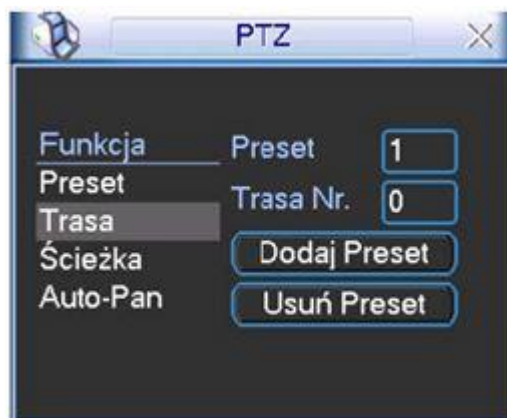 PTZ
Funkcja
Preset
Trasa
Ścieżka
Auto-Pan
Preset 1
Trasa Nr. 0
Dodaj Preset
Usuń Preset